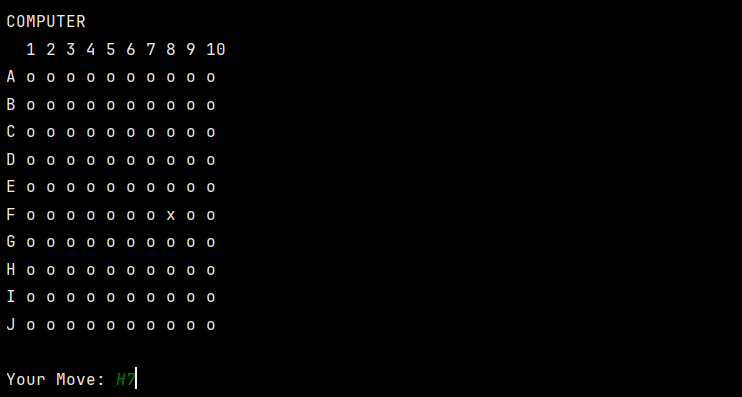 COMPUTER
1 2 3 4 5 6 7 8 9 10
A o o o o o o o o o o
B o o o o o o o o o o
C o o o o o o o o o o
D o o o o o o o o o o
E o o o o o o o o o o
F o o o o o o o x o o
G o o o o o o o o o o
H o o o o o o o o o o
I o o o o o o o o o o
J o o o o o o o o o o
Your Move: H7